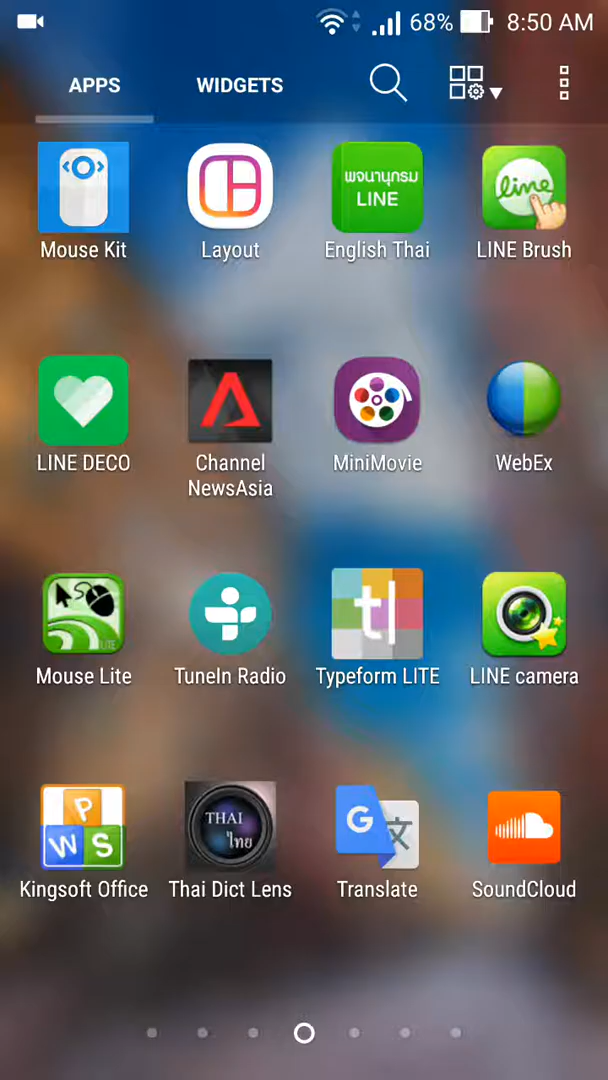 68% 8:50 AM
APPS WIDGETS
พจนานุกรม
LINE
line
Mouse Kit Layout English Thai LINE Brush
LINE DECO Channel NewsAsia MiniMovie WebEx
LITE
t|
Mouse Lite TuneIn Radio Typeform LITE LINE camera
P
W S
THAI
ไทย
G 文
Kingsoft Office Thai Dict Lens Translate SoundCloud